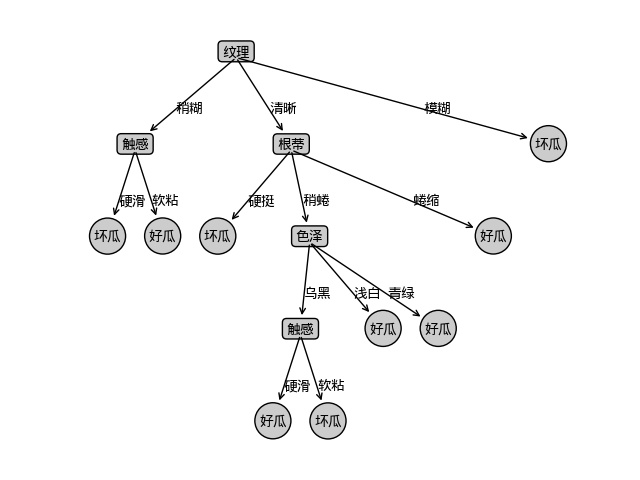 纹理
稍糊
清晰
模糊
触感
根蒂
坏瓜
硬滑
软粘
硬挺
稍蜷
蜷缩
坏瓜
好瓜
坏瓜
色泽
好瓜
乌黑
浅白
青绿
触感
好瓜
好瓜
硬滑
软粘
好瓜
坏瓜